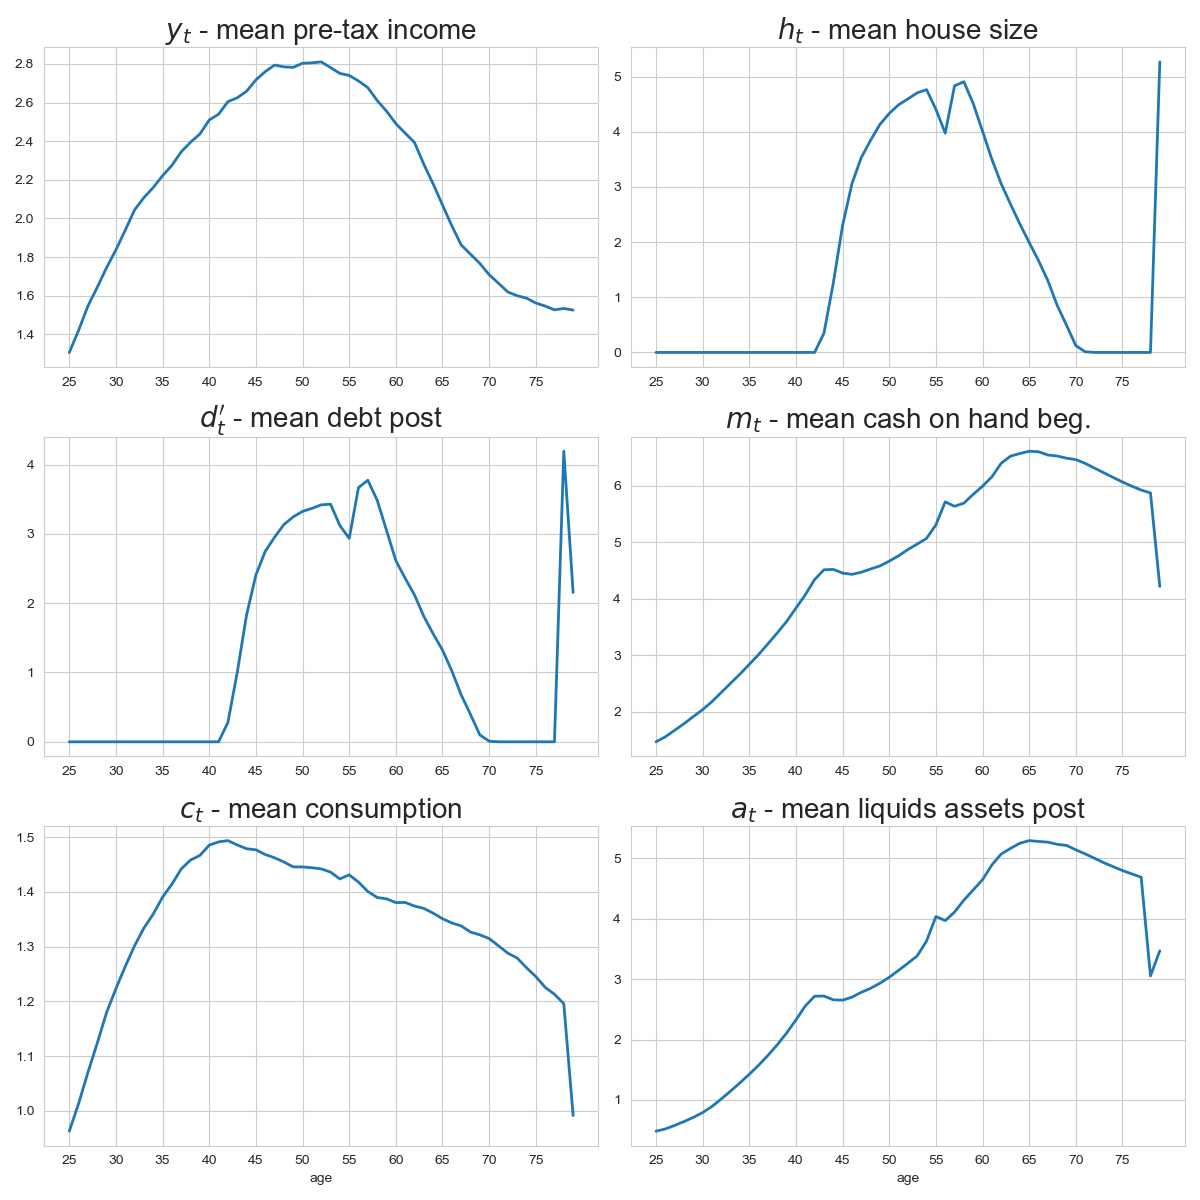 y_t - mean pre-tax income
2.8
2.6
2.4
2.2
2.0
1.8
1.6
1.4
25 30 35 40 45 50 55 60 65 70 75
h_t - mean house size
5
4
3
2
1
0
25 30 35 40 45 50 55 60 65 70 75
d'_t - mean debt post
4
3
2
1
0
25 30 35 40 45 50 55 60 65 70 75
m_t - mean cash on hand beg.
6
5
4
3
2
25 30 35 40 45 50 55 60 65 70 75
c_t - mean consumption
1.5
1.4
1.3
1.2
1.1
1.0
25 30 35 40 45 50 55 60 65 70 75
age
a_t - mean liquids assets post
5
4
3
2
1
25 30 35 40 45 50 55 60 65 70 75
age